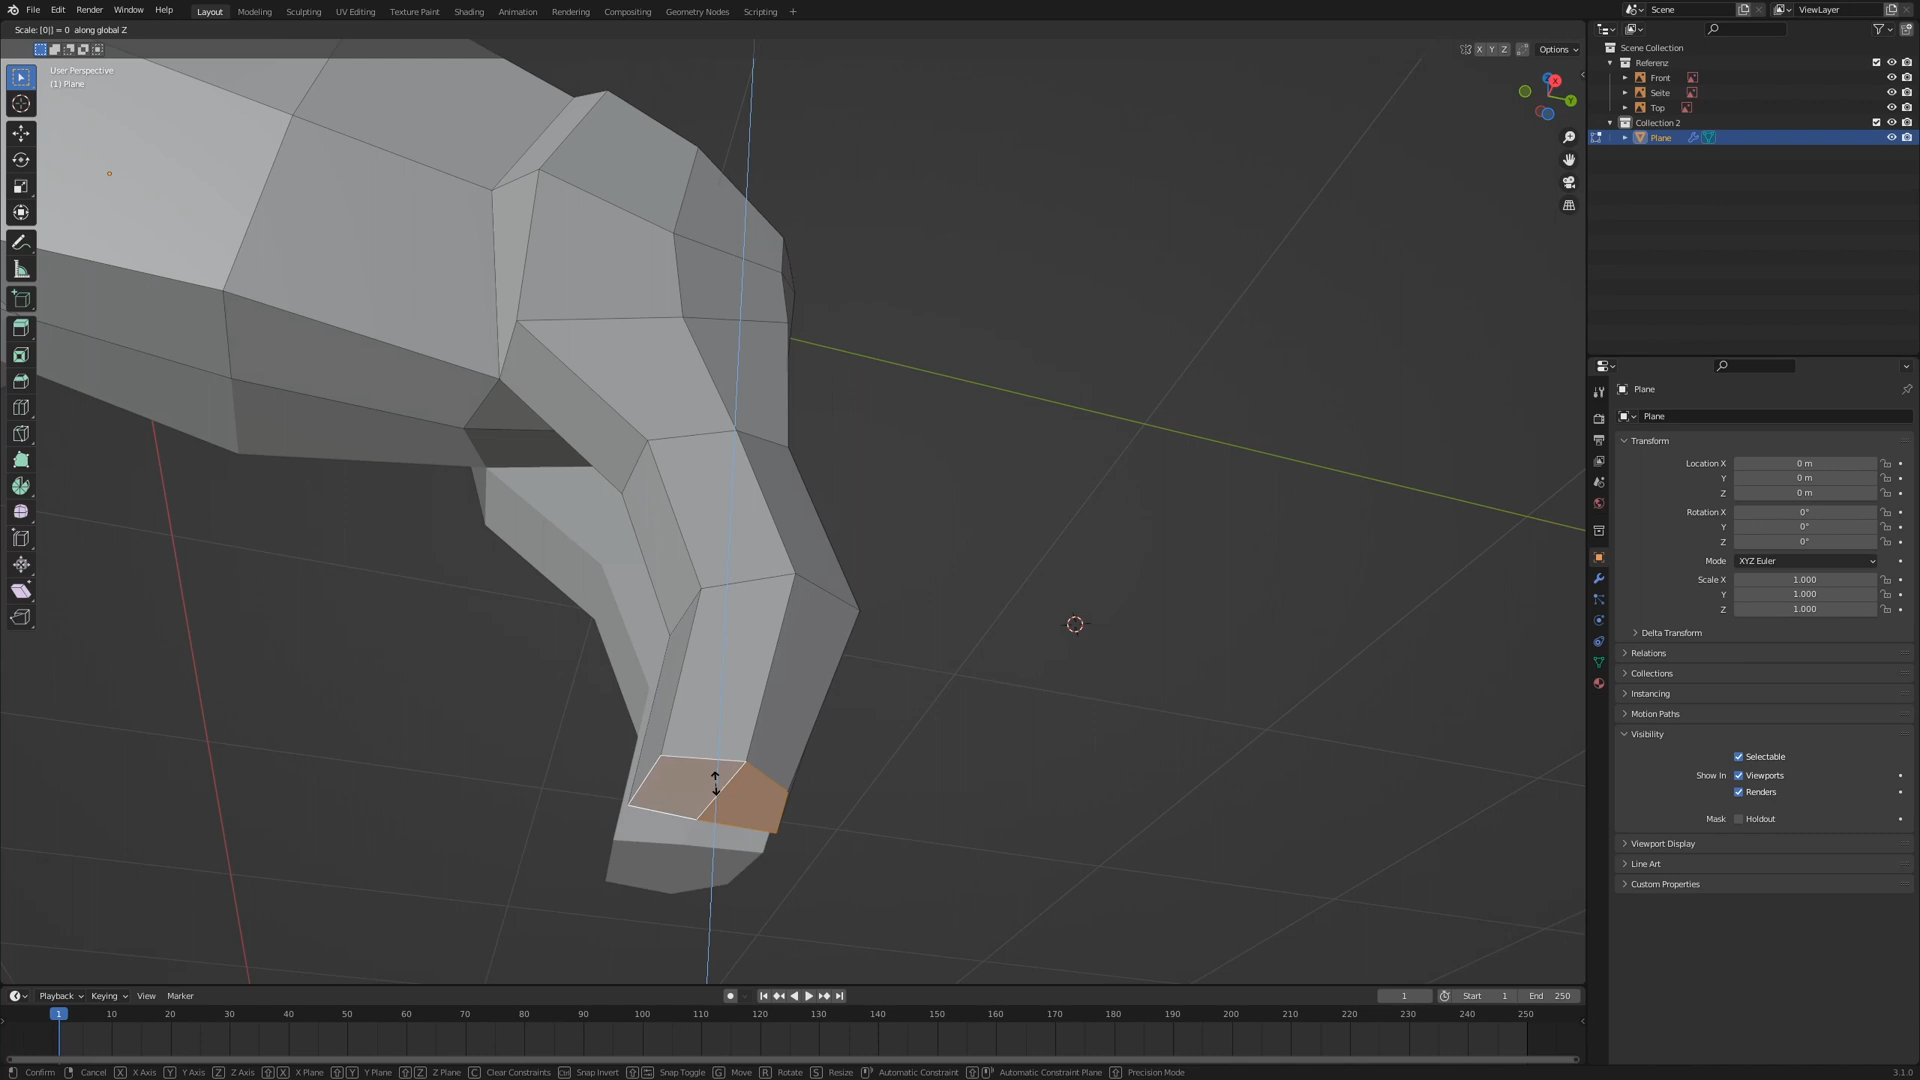 File Edit Render Window Help Layout Modeling Sculpting UV Editing Texture Paint Shading Animation Rendering Compositing Geometry Nodes Scripting + Scene ViewLayer
Scale: [0|] = 0 along global Z
X Y Z Options
User Perspective
(1) Plane
Scene Collection
Referenz
Front
Seite
Top
Collection 2
Plane
Plane
Plane
Transform
Location X 0 m
Y 0 m
Z 0 m
Rotation X 0°
Y 0°
Z 0°
Mode XYZ Euler
Scale X 1.000
Y 1.000
Z 1.000
Delta Transform
Relations
Collections
Instancing
Motion Paths
Visibility
Selectable
Show In Viewports
Renders
Mask Holdout
Viewport Display
Line Art
Custom Properties
Playback Keying View Marker 1 Start 1 End 250
1 10 20 30 40 50 60 70 80 90 100 110 120 130 140 150 160 170 180 190 200 210 220 230 240 250
Confirm Cancel X X Axis Y Y Axis Z Z Axis X X Plane Y Y Plane Z Z Plane C Clear Constraints Ctrl Snap Invert Snap Toggle G Move R Rotate S Resize Automatic Constraint Automatic Constraint Plane Precision Mode 3.1.0